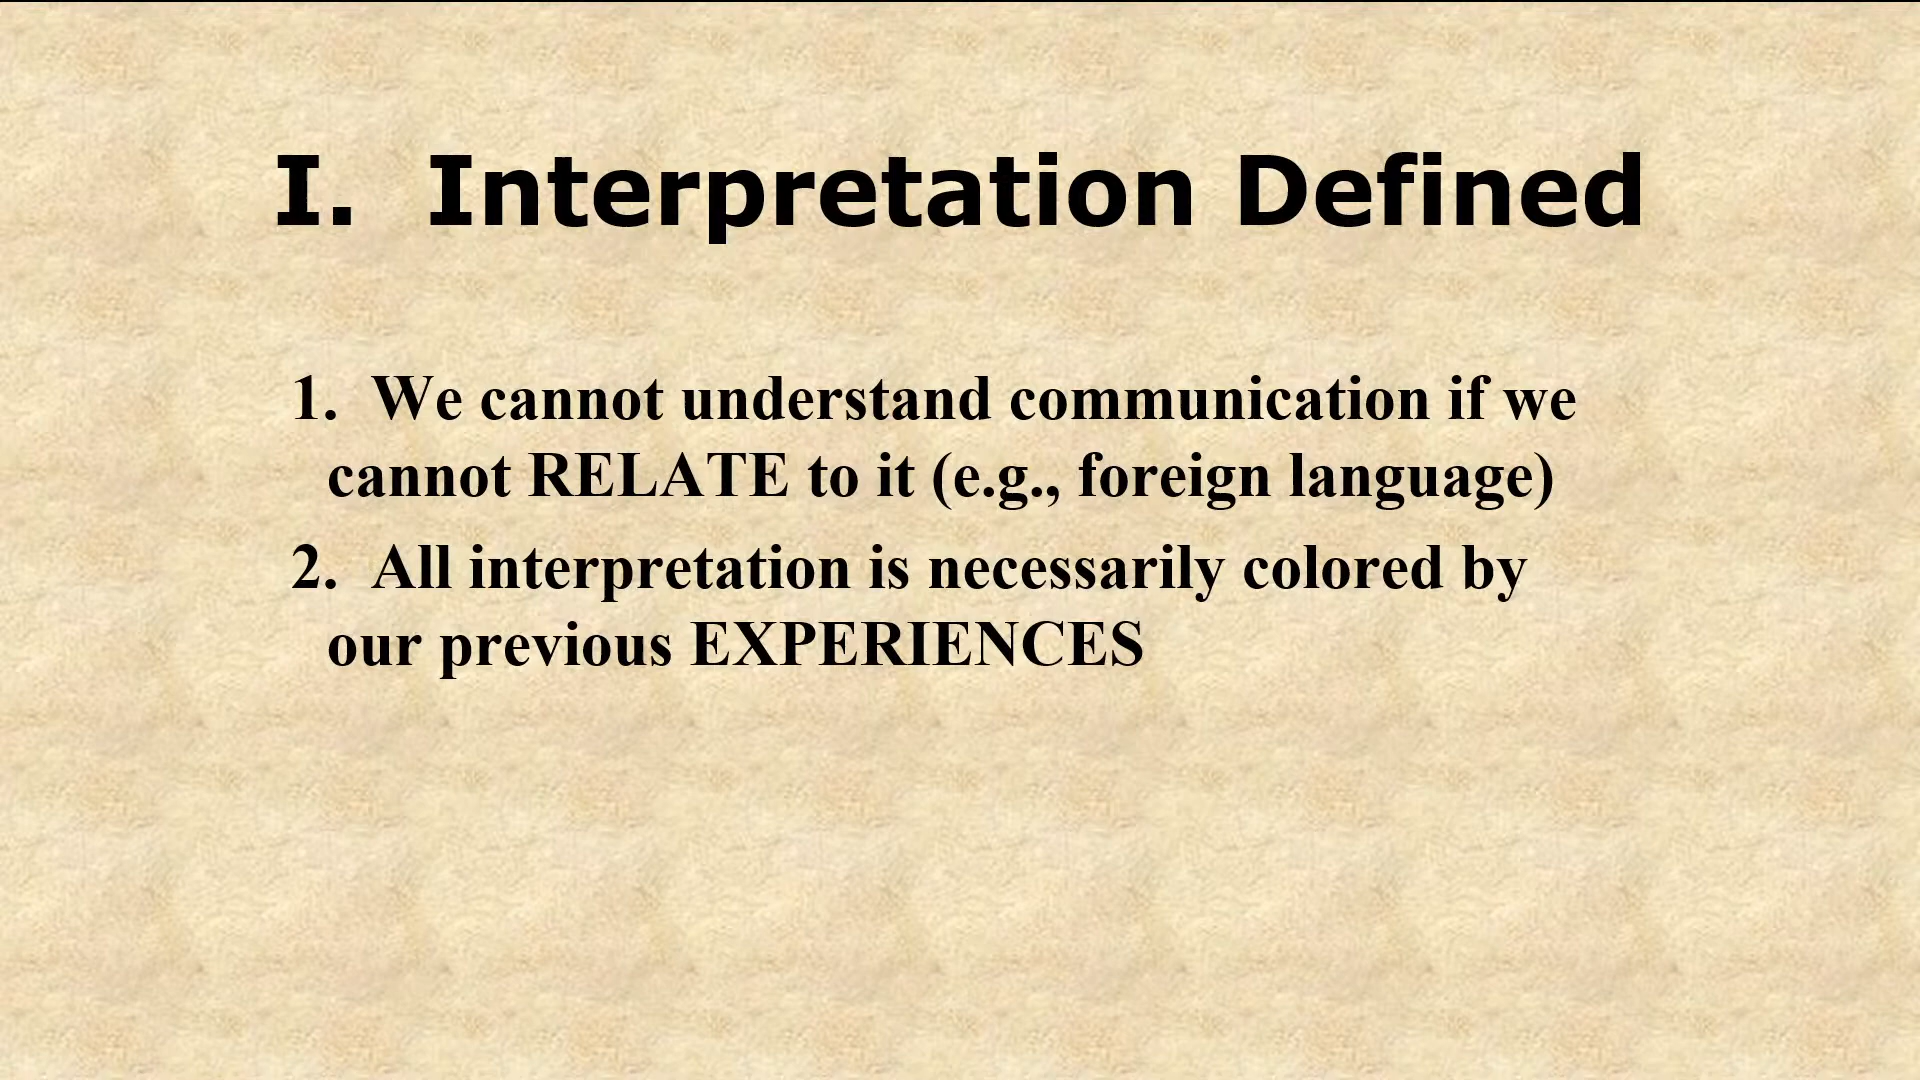 I.  Interpretation Defined
1.  We cannot understand communication if we
cannot RELATE to it (e.g., foreign language)
2.  All interpretation is necessarily colored by
our previous EXPERIENCES